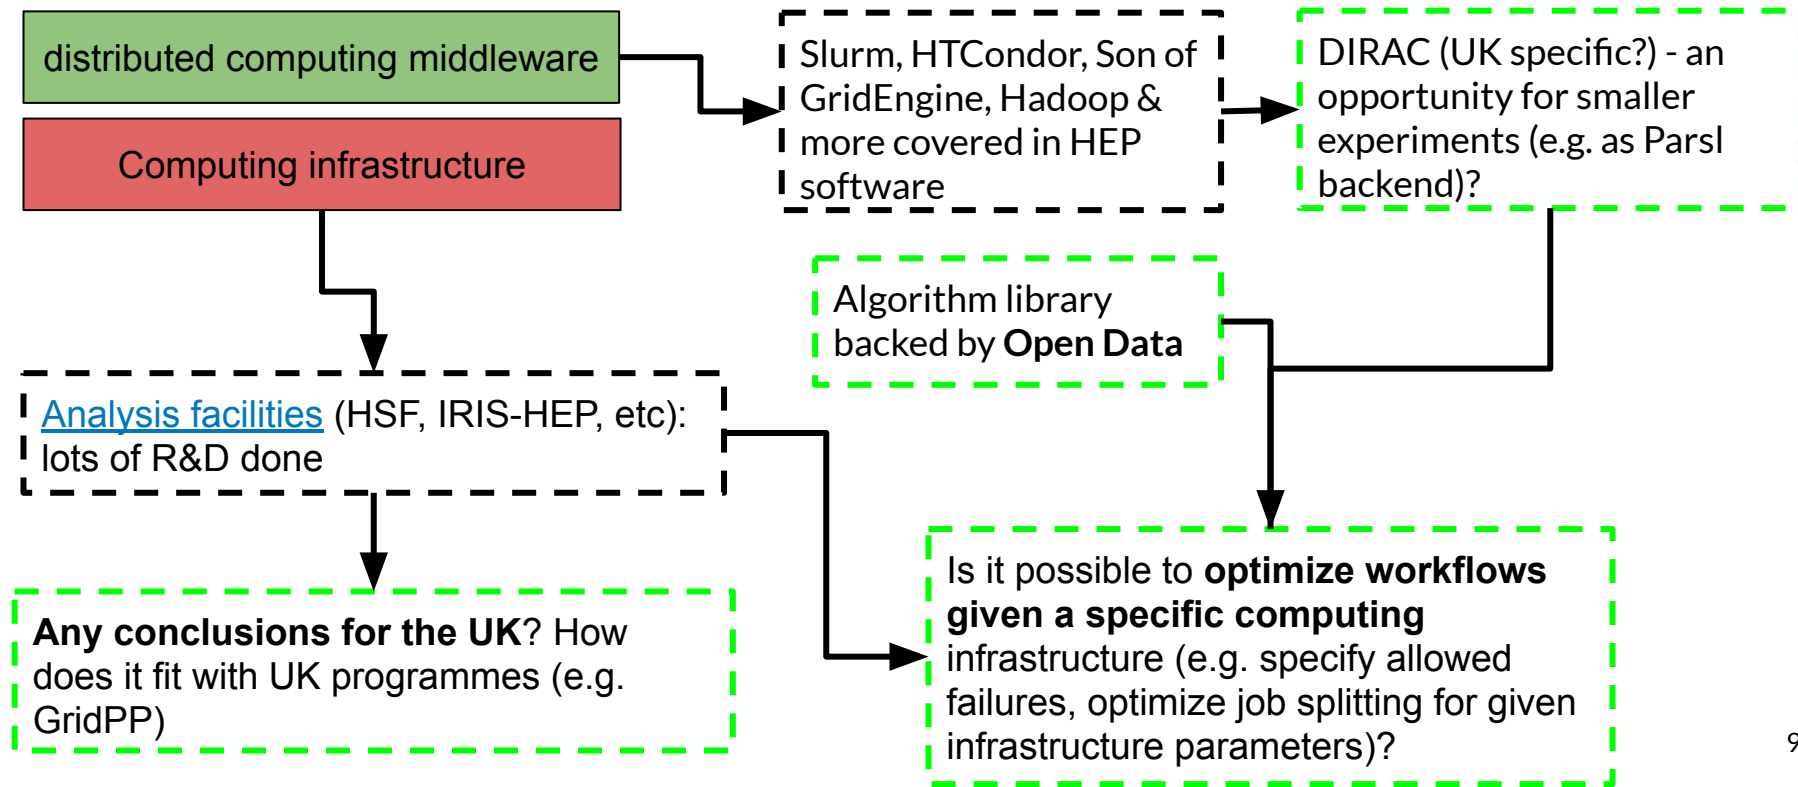 distributed computing middleware
Computing infrastructure
Slurm, HTCondor, Son of
GridEngine, Hadoop &
more covered in HEP
software
DIRAC (UK specific?) - an
opportunity for smaller
experiments (e.g. as Parsl
backend)?
Algorithm library
backed by Open Data
Analysis facilities (HSF, IRIS-HEP, etc):
lots of R&D done
Any conclusions for the UK? How
does it fit with UK programmes (e.g.
GridPP)
Is it possible to optimize workflows
given a specific computing
infrastructure (e.g. specify allowed
failures, optimize job splitting for given
infrastructure parameters)?
9